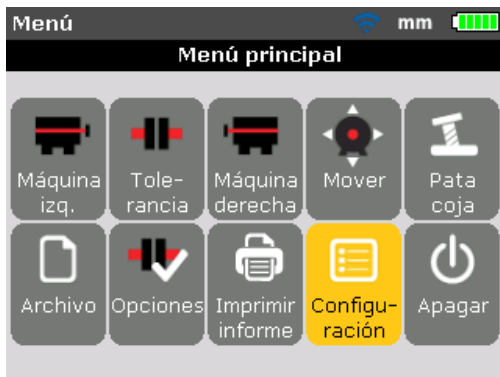 Menú mm
Menú principal
Máquina izq.
Tole-
rancia
Máquina derecha
Mover
Pata coja
Archivo
Opciones
Imprimir informe
Configu-
ración
Apagar